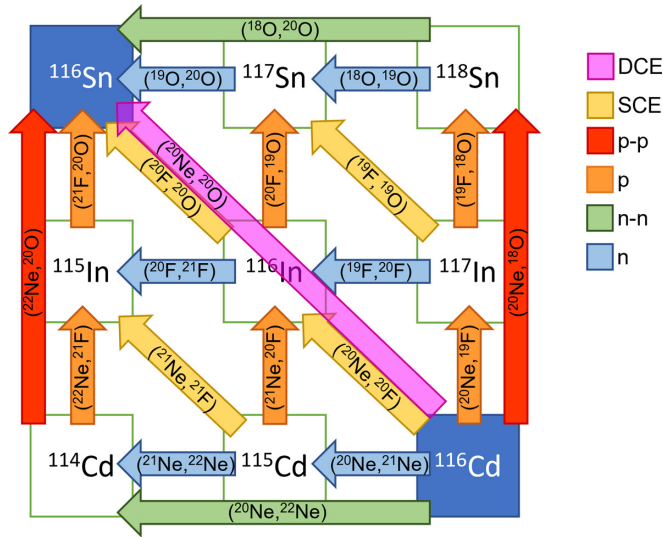 (¹⁸O,²⁰O)
¹¹⁶Sn
(¹⁹O,²⁰O)
¹¹⁷Sn
(¹⁸O,¹⁹O)
¹¹⁸Sn
DCE
SCE
p-p
p
n-n
n
(²¹F,²⁰O)
(²⁰F,²⁰O)
(²⁰Ne,²⁰O)
(²⁰F,¹⁹O)
(¹⁹F,¹⁹O)
(¹⁹F,¹⁸O)
(²²Ne,²⁰O)
¹¹⁵In
(²⁰F,²¹F)
¹¹⁶In
(¹⁹F,²⁰F)
¹¹⁷In
(²⁰Ne,¹⁸O)
(²²Ne,²¹F)
(²¹Ne,²¹F)
(²¹Ne,²⁰F)
(²⁰Ne,²⁰F)
(²⁰Ne,¹⁹F)
¹¹⁴Cd
(²¹Ne,²²Ne)
¹¹⁵Cd
(²⁰Ne,²¹Ne)
¹¹⁶Cd
(²⁰Ne,²²Ne)